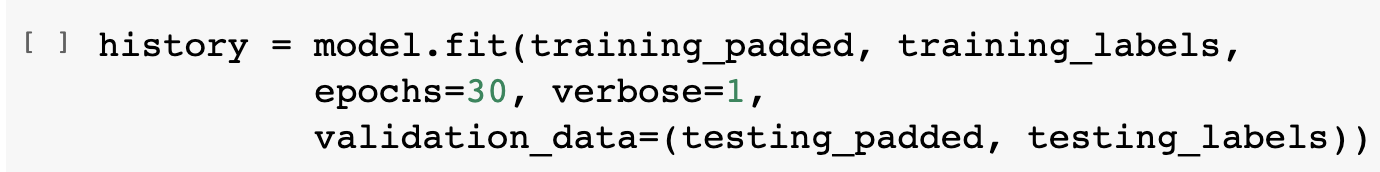 [ ] history = model.fit(training_padded, training_labels,
epochs=30, verbose=1,
validation_data=(testing_padded, testing_labels))